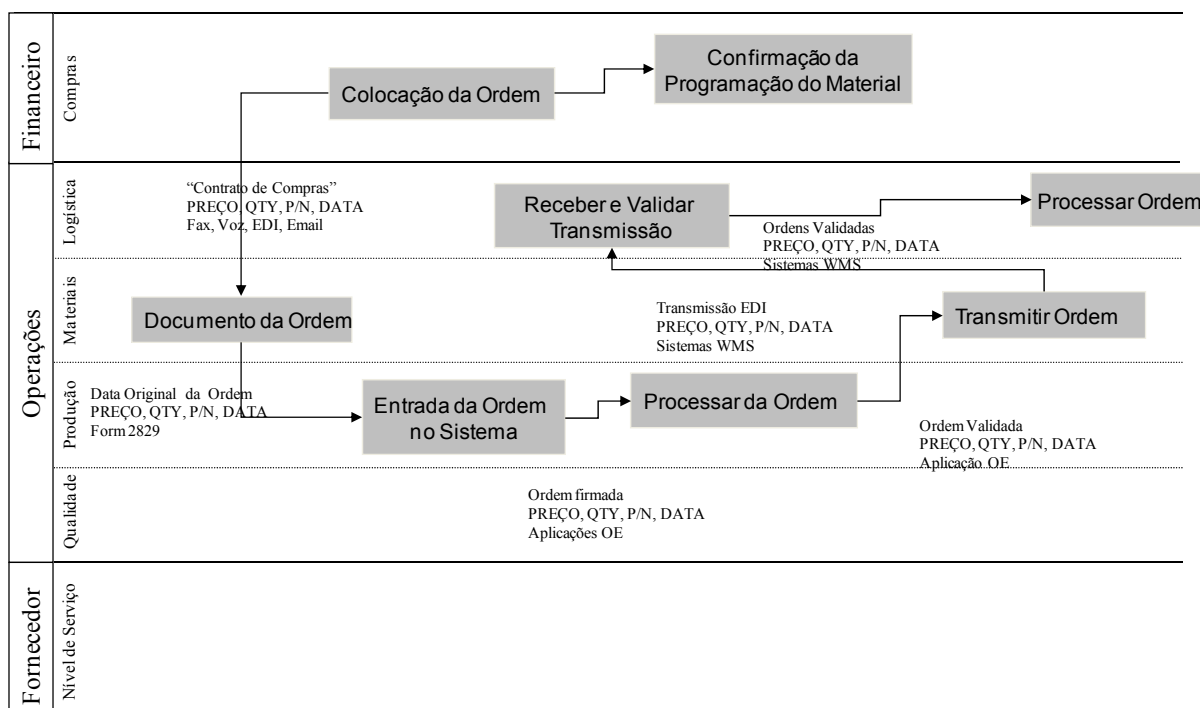 Financeiro
Compras
Colocação da Ordem
Confirmação da
Programação do Material
Operações
Logística
“Contrato de Compras”
PREÇO, QTY, P/N, DATA
Fax, Voz, EDI, Email
Receber e Validar
Transmissão
Ordens Validadas
PREÇO, QTY, P/N, DATA
Sistemas WMS
Processar Ordem
Materiais
Documento da Ordem
Transmissão EDI
PREÇO, QTY, P/N, DATA
Sistemas WMS
Transmitir Ordem
Produção
Data Original da Ordem
PREÇO, QTY, P/N, DATA
Form 2829
Entrada da Ordem
no Sistema
Processar da Ordem
Ordem Validada
PREÇO, QTY, P/N, DATA
Aplicação OE
Qualidade
Ordem firmada
PREÇO, QTY, P/N, DATA
Aplicações OE
Fornecedor
Nível de Serviço